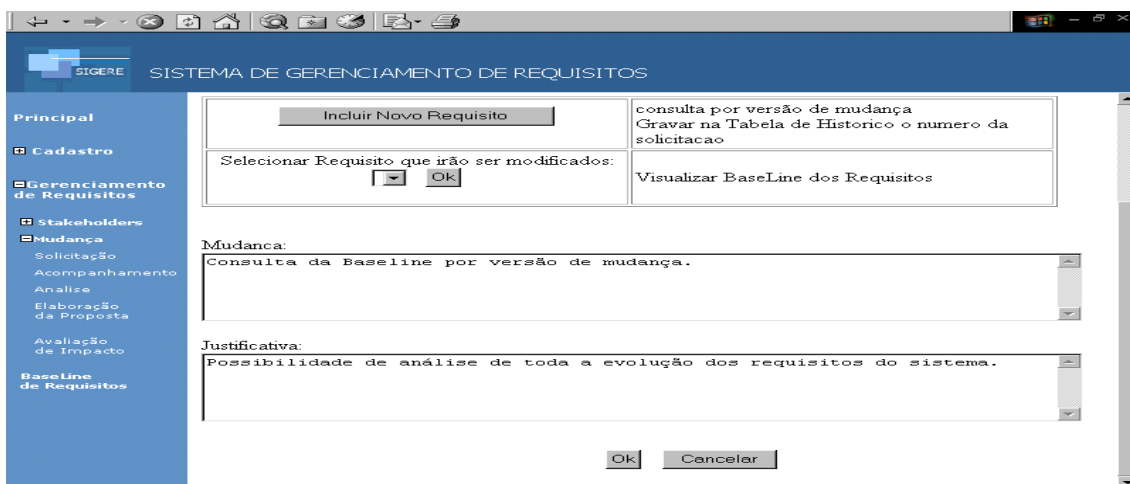 SIGERE
SISTEMA DE GERENCIAMENTO DE REQUISITOS
Principal
Cadastro
Gerenciamento
de Requisitos
Stakeholders
Mudança
Solicitação
Acompanhamento
Analise
Elaboração
da Proposta
Avaliação
de Impacto
BaseLine
de Requisitos
Incluir Novo Requisito
consulta por versão de mudança
Gravar na Tabela de Historico o numero da
solicitacao
Selecionar Requisito que irão ser modificados:
Ok
Visualizar BaseLine dos Requisitos
Mudanca:
Consulta da Baseline por versão de mudança.
Justificativa:
Possibilidade de análise de toda a evolução dos requisitos do sistema.
Ok
Cancelar